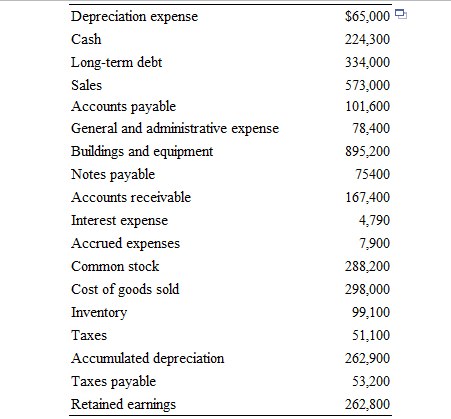 Depreciation expense $65,000
Cash 224,300
Long-term debt 334,000
Sales 573,000
Accounts payable 101,600
General and administrative expense 78,400
Buildings and equipment 895,200
Notes payable 75400
Accounts receivable 167,400
Interest expense 4,790
Accrued expenses 7,900
Common stock 288,200
Cost of goods sold 298,000
Inventory 99,100
Taxes 51,100
Accumulated depreciation 262,900
Taxes payable 53,200
Retained earnings 262,800